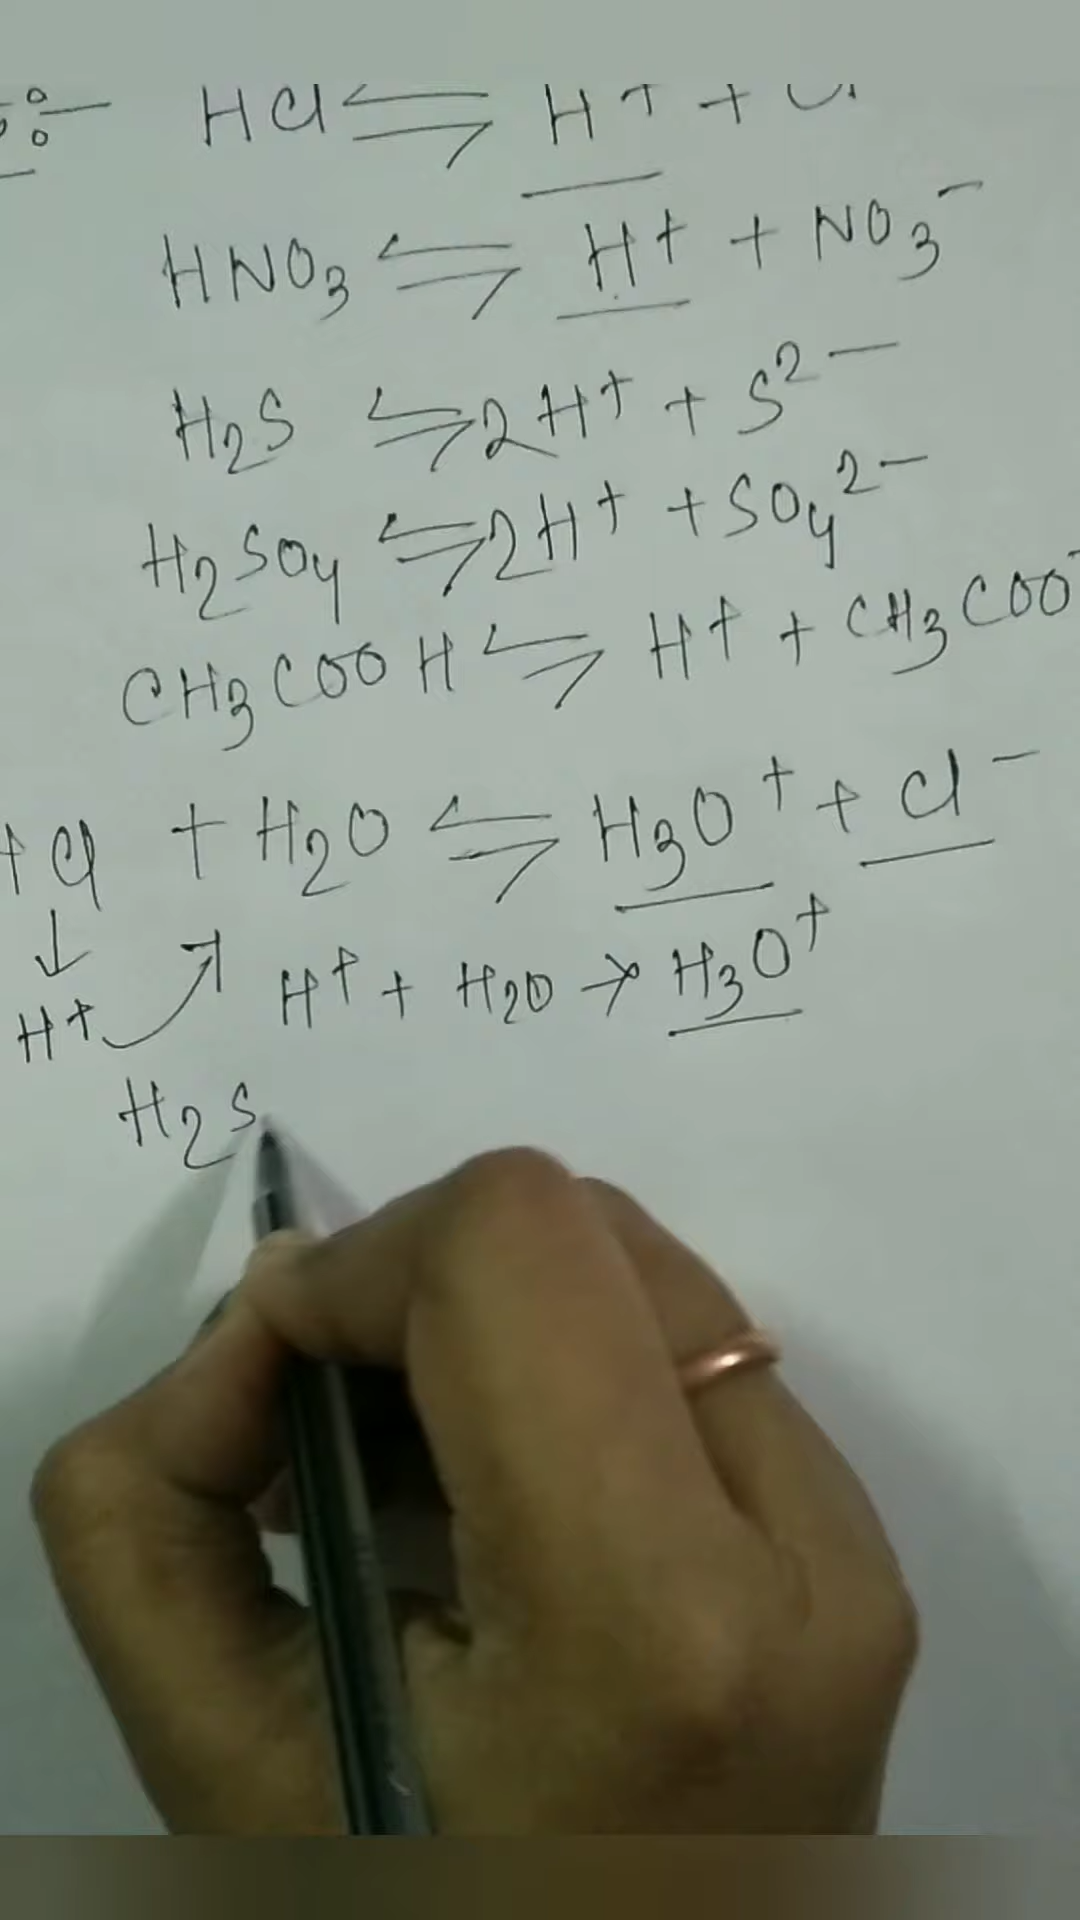 HCl ⇌ H+ +
HNO3 ⇌ H+ + NO3-
H2S ⇌ 2H+ + S2-
H2SO4 ⇌ 2H+ + SO4 2-
CH3COOH ⇌ H+ + CH3COO-
Cl + H2O ⇌ H3O+ + Cl-
↓
H+ H+ + H2O → H3O+
H2S